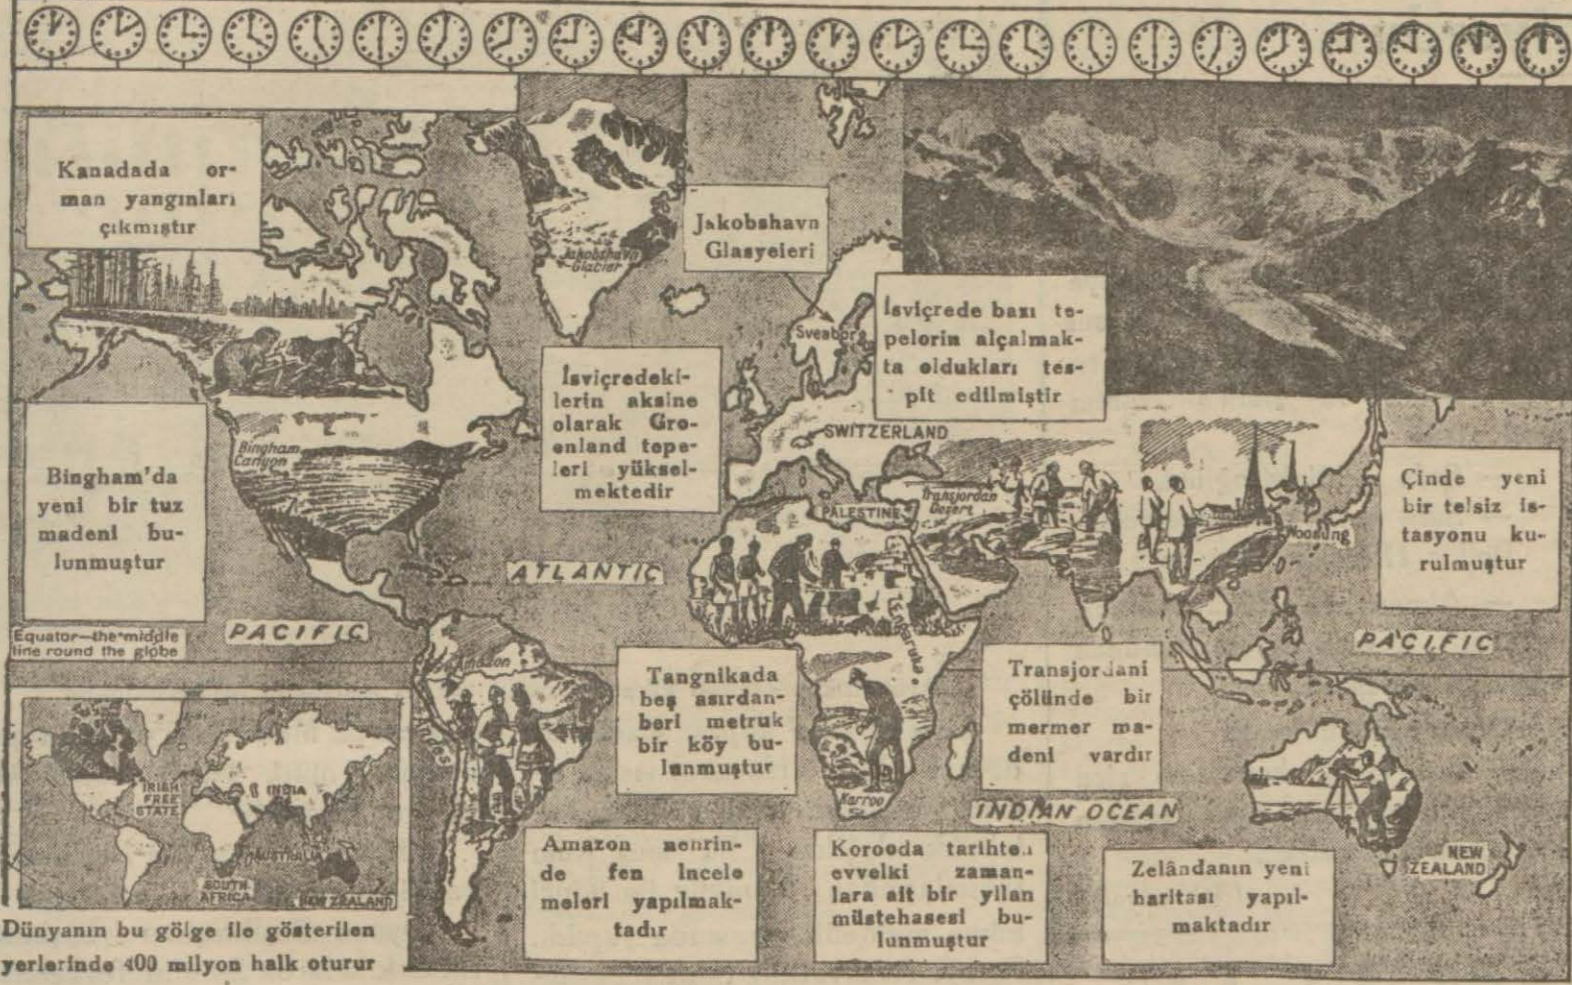 Kanadada or-
man yangınları
çıkmıştır
Jakobshavn
Glacier
Jakobshavn
Glasyeleri
Sveaborg
İsviçrede bazı te-
pelorin alçalmak-
ta oldukları tes-
pit edilmiştir
İsviçredeki-
lerin aksine
olarak Gro-
enland tepe-
leri yüksel-
mektedir
Bingham'da
yeni bir tuz
madeni bu-
lunmuştur
Bingham
Canyon
SWITZERLAND
PALESTINE
Transjordan
Desert
Woosung
Çinde yeni
bir telsiz is-
tasyonu ku-
rulmuştur
ATLANTIC
PACIFIC
PACIFIC
Equator—the middle
line round the globe
Amazon
Andes
Engaruka
Tangnikada
beş asırdan-
beri metruk
bir köy bu-
lunmuştur
Transjordani
çölünde bir
mermer ma-
deni vardır
Karroo
INDIAN OCEAN
NEW
ZEALAND
IRISH
FREE
STATE
INDIA
AUSTRALIA
SOUTH
AFRICA
NEW ZEALAND
Dünyanın bu gölge ile gösterilen
yerlerinde 400 milyon halk oturur
Amazon nehrin-
de fen incele
meleri yapılmak-
tadır
Korooda tarihten
evvelki zaman-
lara ait bir yılan
müstehasesi bu-
lunmuştur
Zelândanın yeni
haritası yapıl-
maktadır